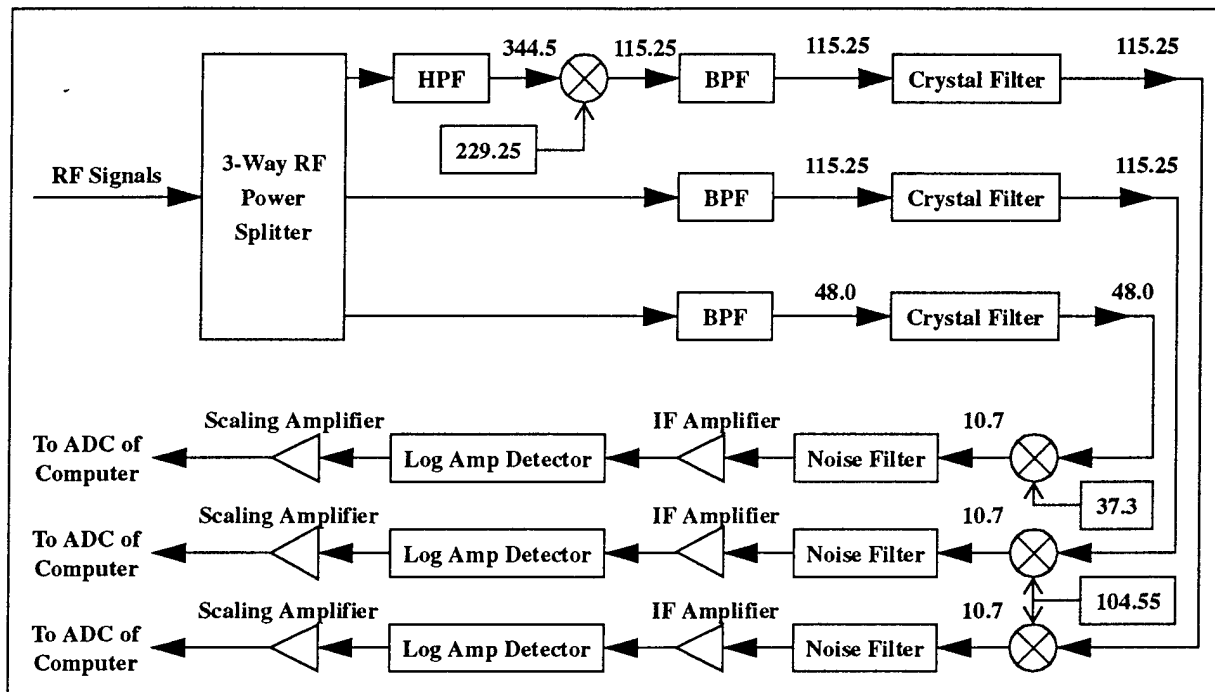 344.5 115.25 115.25 115.25
HPF BPF Crystal Filter
229.25
RF Signals
3-Way RF
Power
Splitter
115.25 115.25
BPF Crystal Filter
48.0 48.0
BPF Crystal Filter
Scaling Amplifier IF Amplifier 10.7
To ADC of
Computer
Log Amp Detector Noise Filter
37.3
Scaling Amplifier IF Amplifier 10.7
To ADC of
Computer
Log Amp Detector Noise Filter
104.55
Scaling Amplifier IF Amplifier 10.7
To ADC of
Computer
Log Amp Detector Noise Filter